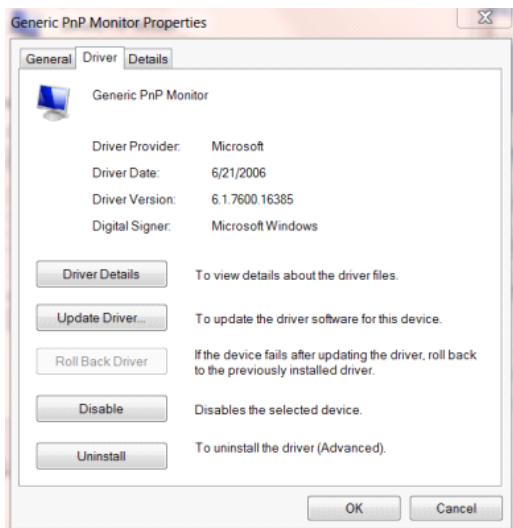 Generic PnP Monitor Properties
General Driver Details
Generic PnP Monitor
Driver Provider: Microsoft
Driver Date: 6/21/2006
Driver Version: 6.1.7600.16385
Digital Signer: Microsoft Windows
Driver Details To view details about the driver files.
Update Driver... To update the driver software for this device.
Roll Back Driver If the device fails after updating the driver, roll back
to the previously installed driver.
Disable Disables the selected device.
Uninstall To uninstall the driver (Advanced).
OK Cancel